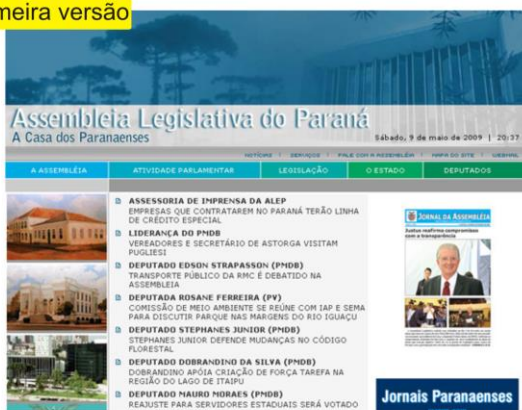 meira versão
Assembleia Legislativa do Paraná
A Casa dos Paranaenses
Sábado, 9 de maio de 2009 | 20:37
NOTÍCIAS | SERVIÇOS | FALE COM A ASSEMBLÉIA | MAPA DO SITE | WEBMAIL
A ASSEMBLÉIA
ATIVIDADE PARLAMENTAR
LEGISLAÇÃO
O ESTADO
DEPUTADOS
ASSESSORIA DE IMPRENSA DA ALEP
EMPRESAS QUE CONTRATAREM NO PARANÁ TERÃO LINHA
DE CRÉDITO ESPECIAL
LIDERANÇA DO PMDB
VEREADORES E SECRETÁRIO DE ASTORGA VISITAM
PUGLIESI
DEPUTADO EDSON STRAPASSON (PMDB)
TRANSPORTE PÚBLICO DA RMC É DEBATIDO NA
ASSEMBLEIA
DEPUTADA ROSANE FERREIRA (PV)
COMISSÃO DE MEIO AMBIENTE SE REÚNE COM IAP E SEMA
PARA DISCUTIR PARQUE NAS MARGENS DO RIO IGUAÇU
DEPUTADO STEPHANES JUNIOR (PMDB)
STEPHANES JUNIOR DEFENDE MUDANÇAS NO CÓDIGO
FLORESTAL
DEPUTADO DOBRANDINO DA SILVA (PMDB)
DOBRANDINO APÓIA CRIAÇÃO DE FORÇA TAREFA NA
REGIÃO DO LAGO DE ITAIPU
DEPUTADO MAURO MORAES (PMDB)
REAJUSTE PARA SERVIDORES ESTADUAIS SERÁ VOTADO
JORNAL DA ASSEMBLÉIA
Justus reafirma compromisso
com a transparência
Jornais Paranaenses